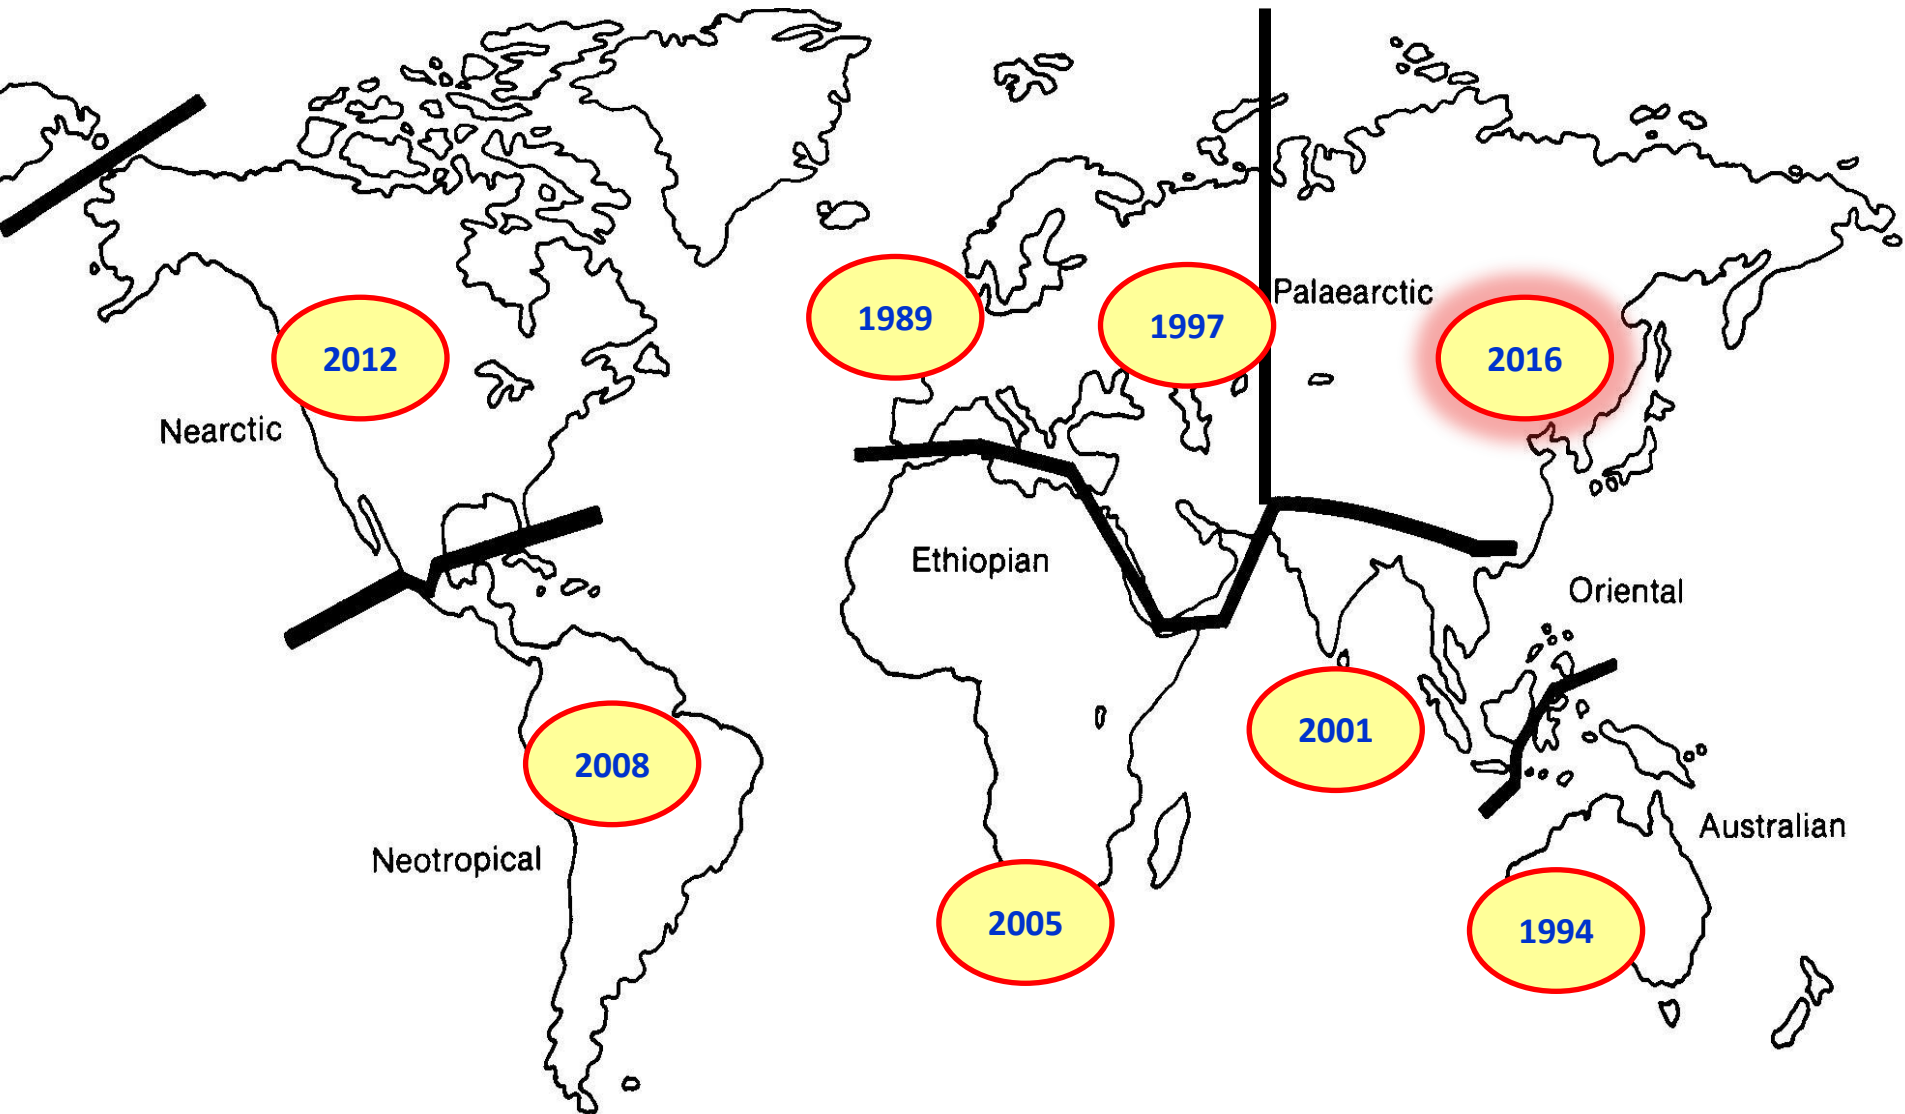 1989
1997
Palaearctic
2012
2016
Nearctic
Ethiopian
Oriental
2001
2008
Australian
Neotropical
2005
1994